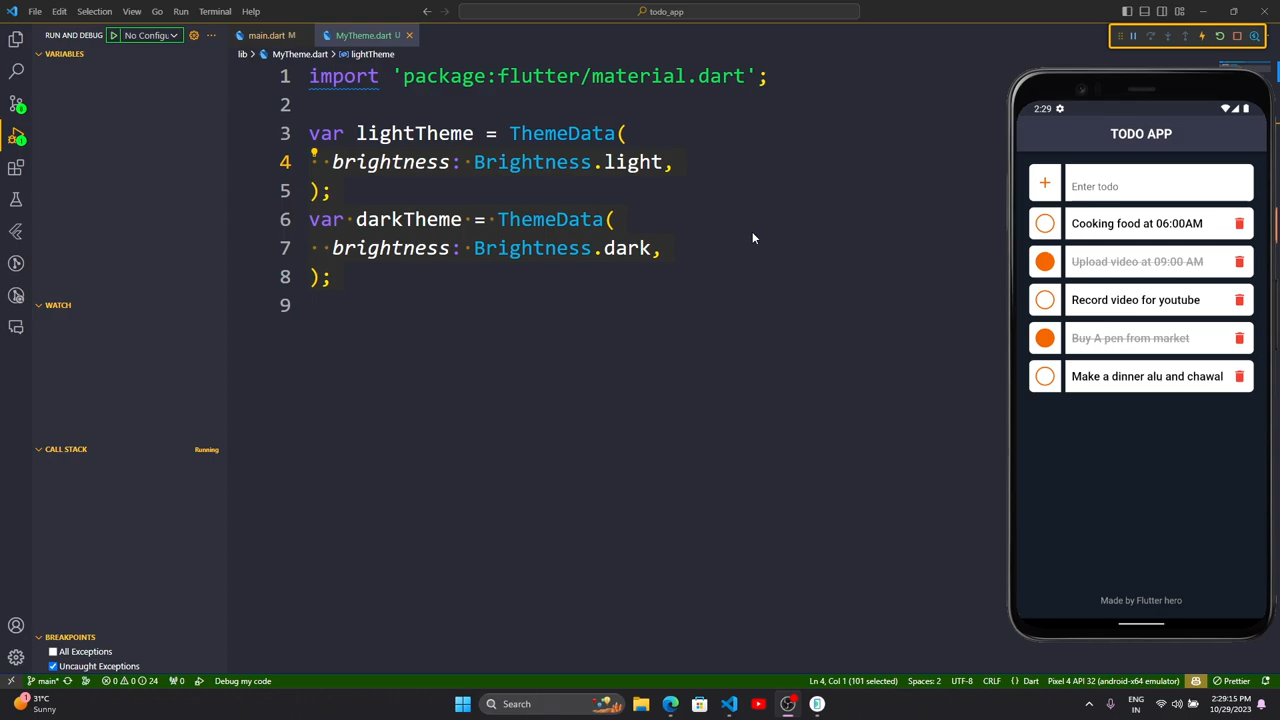 File Edit Selection View Go Run Terminal Help
todo_app
RUN AND DEBUG No Configu
main.dart M
MyTheme.dart U
VARIABLES
lib > MyTheme.dart > lightTheme
1 import 'package:flutter/material.dart';
2
3 var lightTheme = ThemeData(
4 brightness: Brightness.light,
5 );
6 var darkTheme = ThemeData(
7 brightness: Brightness.dark,
8 );
9
WATCH
CALL STACK Running
BREAKPOINTS
All Exceptions
Uncaught Exceptions
2:29
TODO APP
Enter todo
Cooking food at 06:00AM
Upload video at 09:00 AM
Record video for youtube
Buy A pen from market
Make a dinner alu and chawal
Made by Flutter hero
main* 0 0 24 0 Debug my code Ln 4, Col 1 (101 selected) Spaces: 2 UTF-8 CRLF {} Dart Pixel 4 API 32 (android-x64 emulator) Prettier
1 31°C
Sunny
Search
ENG
IN
2:29:15 PM
10/29/2023